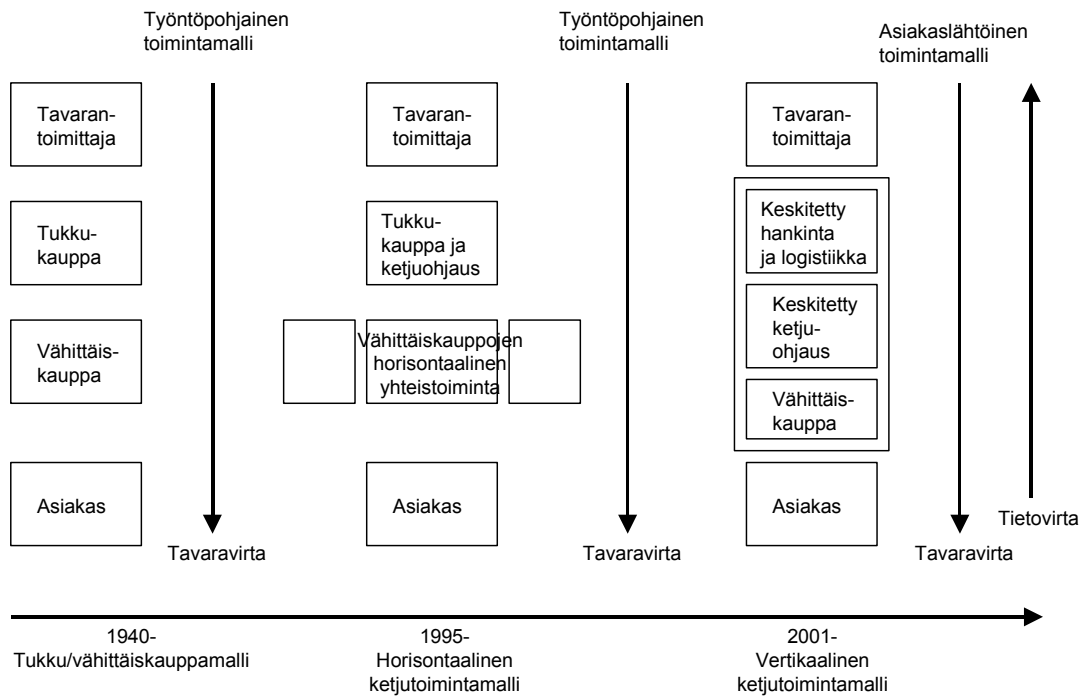 Työntöpohjainen
toimintamalli
Työntöpohjainen
toimintamalli
Asiakaslähtöinen
toimintamalli
Tavaran-
toimittaja
Tavaran-
toimittaja
Tavaran-
toimittaja
Tukku-
kauppa
Tukku-
kauppa ja
ketjuohjaus
Keskitetty
hankinta
ja logistiikka
Keskitetty
ketju-
ohjaus
Vähittäis-
kauppa
Vähittäiskauppojen
horisontaalinen
yhteistoiminta
Vähittäis-
kauppa
Asiakas
Asiakas
Asiakas
Tietovirta
Tavaravirta
Tavaravirta
Tavaravirta
1940-
Tukku/vähittäiskauppamalli
1995-
Horisontaalinen
ketjutoimintamalli
2001-
Vertikaalinen
ketjutoimintamalli